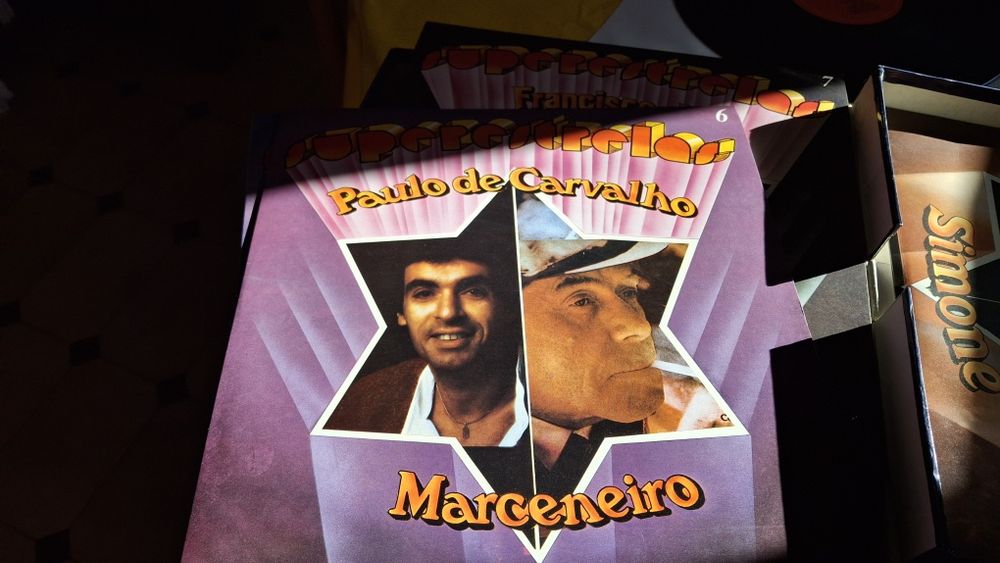 7
superestrelas
Francisco
6
superestrelas
Paulo de Carvalho
Marceneiro
Simone